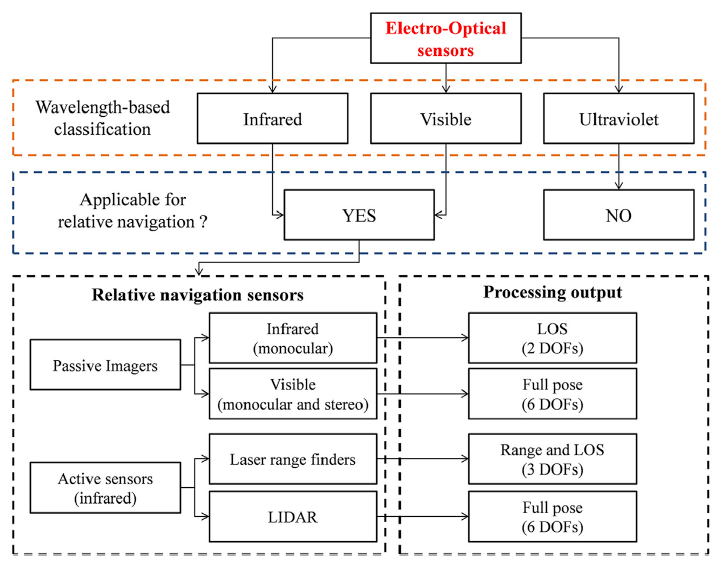 Electro-Optical
sensors
Wavelength-based
classification
Infrared
Visible
Ultraviolet
Applicable for
relative navigation ?
YES
NO
Relative navigation sensors
Processing output
Passive Imagers
Infrared
(monocular)
LOS
(2 DOFs)
Visible
(monocular and stereo)
Full pose
(6 DOFs)
Active sensors
(infrared)
Laser range finders
Range and LOS
(3 DOFs)
LIDAR
Full pose
(6 DOFs)